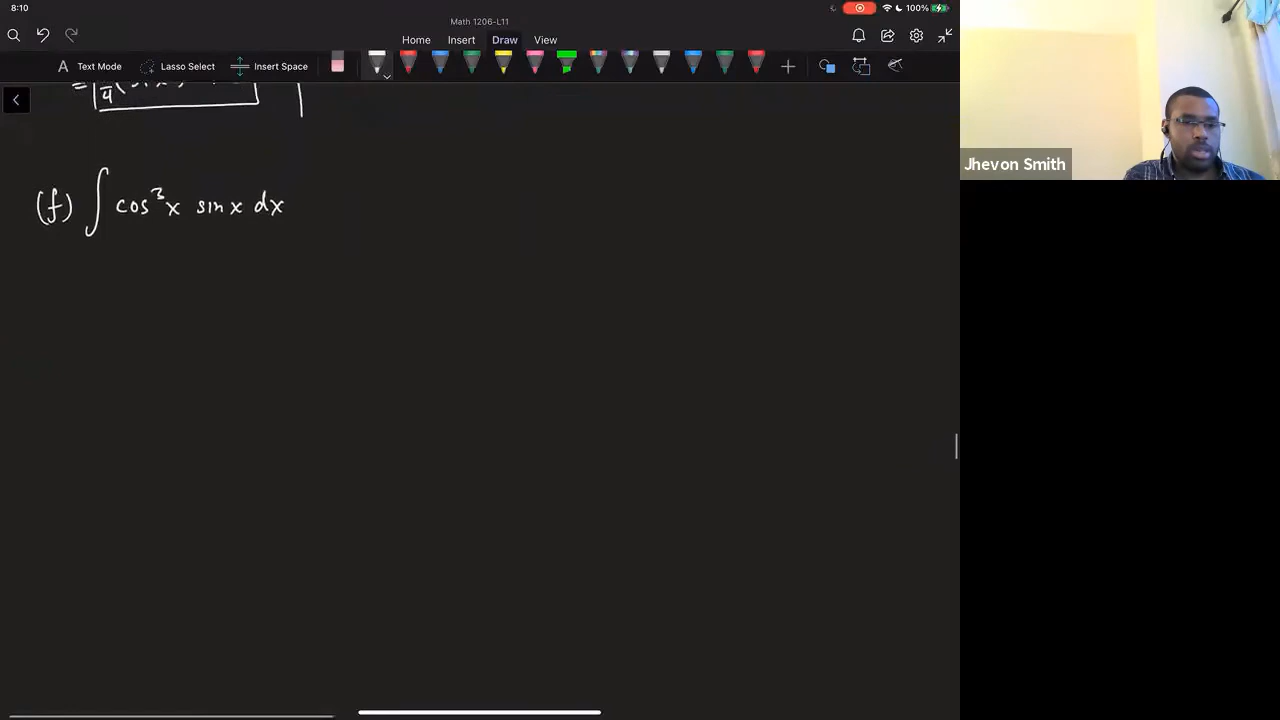 8:10
100%
Math 1206-L11
Home Insert Draw View
Text Mode Lasso Select Insert Space
(f) ∫ cos³x sin x dx
Jhevon Smith